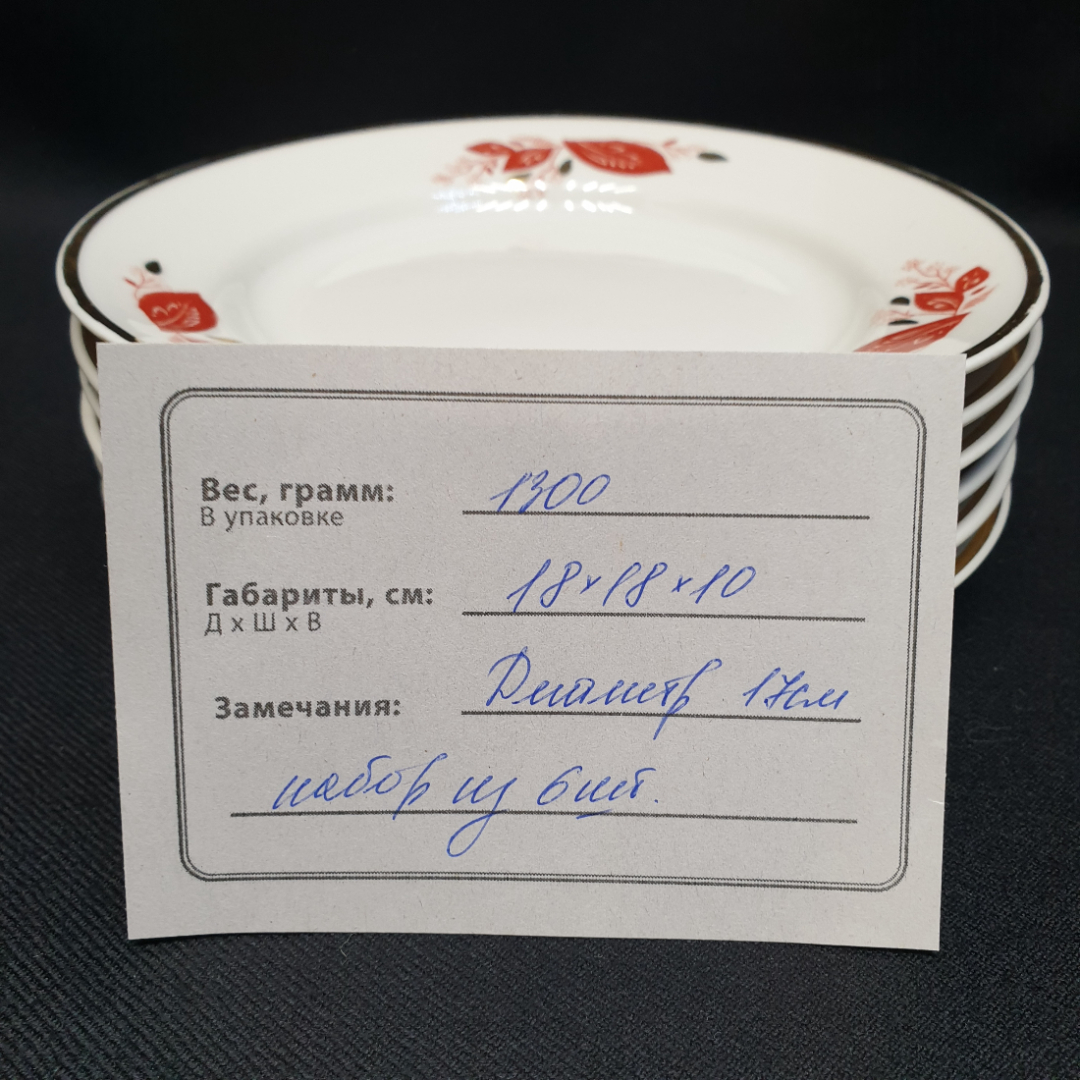 Вес, грамм: 1300
В упаковке
Габариты, см: 18х18х10
Д х Ш х В
Замечания: Диаметр 17см
набор из 6шт.